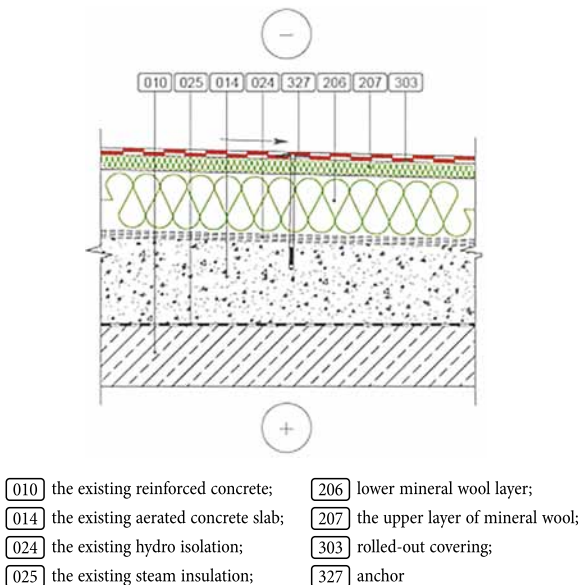 −
010 025 014 024 327 206 207 303
+
010 the existing reinforced concrete;
014 the existing aerated concrete slab;
024 the existing hydro isolation;
025 the existing steam insulation;
206 lower mineral wool layer;
207 the upper layer of mineral wool;
303 rolled-out covering;
327 anchor